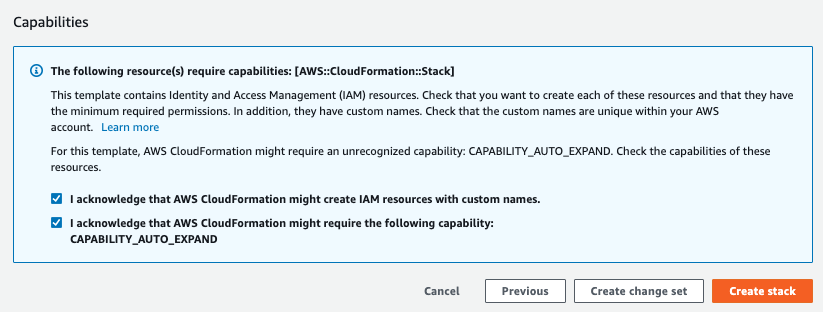 Capabilities
The following resource(s) require capabilities: [AWS::CloudFormation::Stack]
This template contains Identity and Access Management (IAM) resources. Check that you want to create each of these resources and that they have
the minimum required permissions. In addition, they have custom names. Check that the custom names are unique within your AWS
account. Learn more
For this template, AWS CloudFormation might require an unrecognized capability: CAPABILITY_AUTO_EXPAND. Check the capabilities of these
resources.
I acknowledge that AWS CloudFormation might create IAM resources with custom names.
I acknowledge that AWS CloudFormation might require the following capability:
CAPABILITY_AUTO_EXPAND
Cancel Previous Create change set Create stack